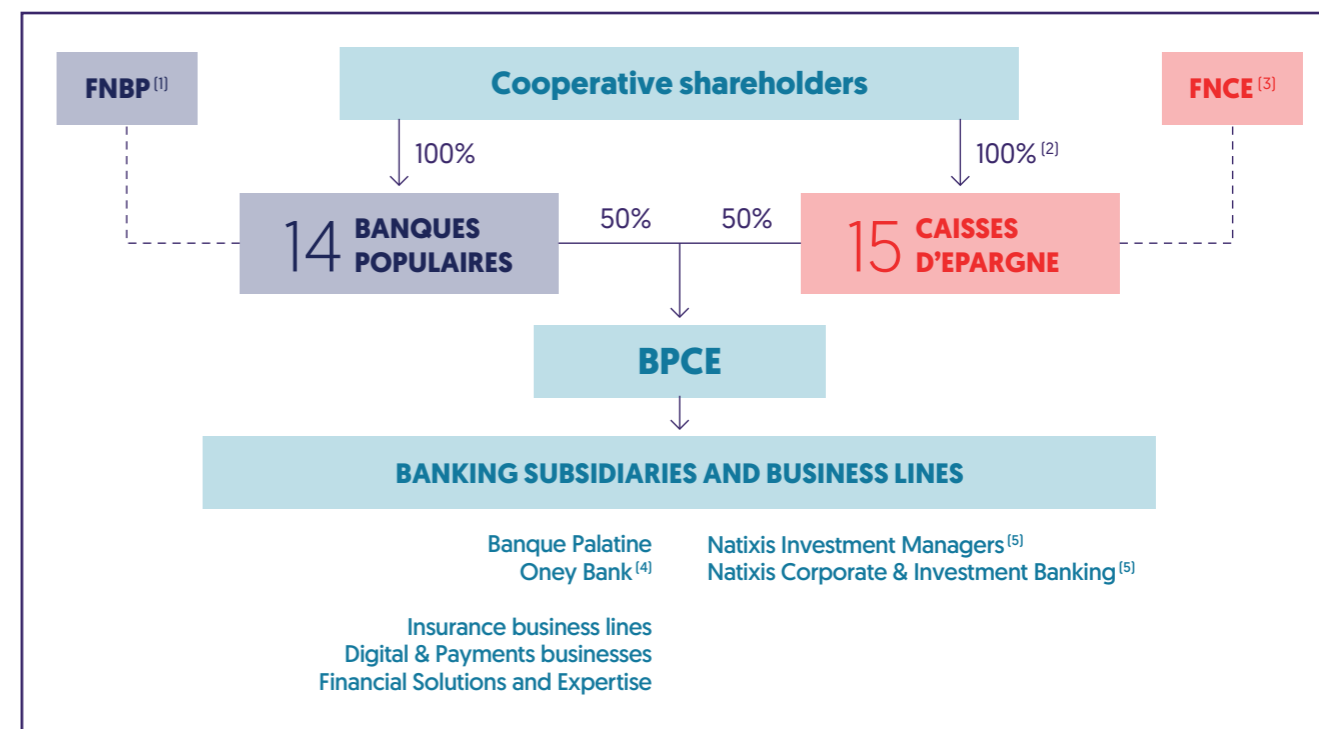 FNBP (1)
Cooperative shareholders
FNCE (3)
100%
100% (2)
14 BANQUES
POPULAIRES
50%
50%
15 CAISSES
D'EPARGNE
BPCE
BANKING SUBSIDIARIES AND BUSINESS LINES
Banque Palatine
Oney Bank (4)
Natixis Investment Managers (5)
Natixis Corporate & Investment Banking (5)
Insurance business lines
Digital & Payments businesses
Financial Solutions and Expertise